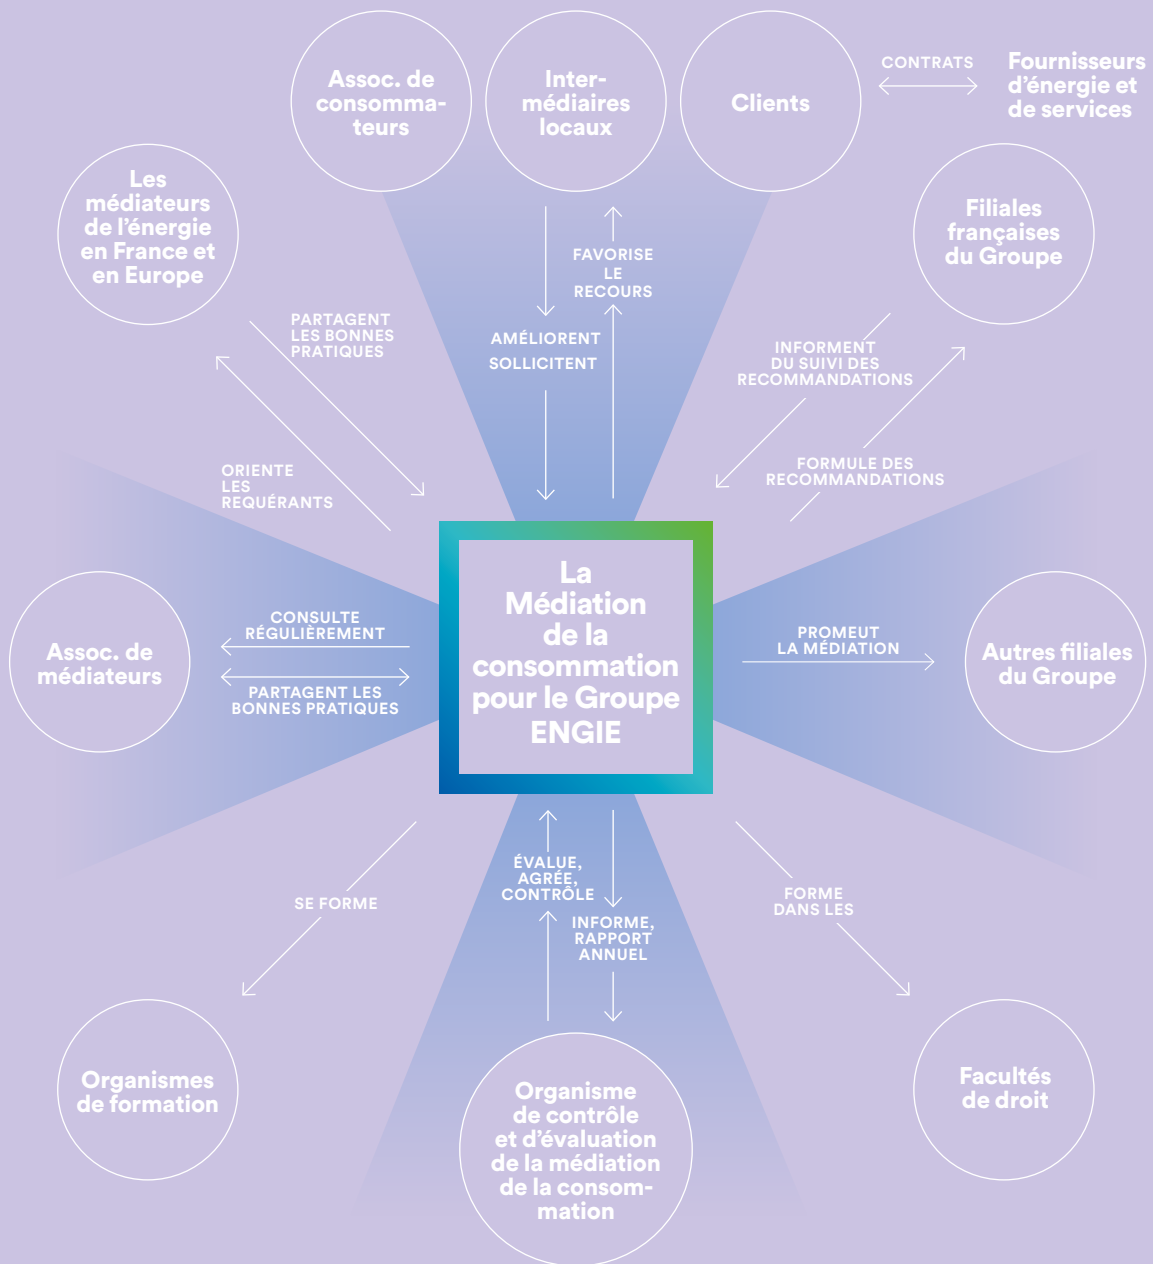 Assoc. de
consomma-
teurs
Inter-
médiaires
locaux
Clients
CONTRATS
Fournisseurs
d'énergie et
de services
Les
médiateurs
de l'énergie
en France et
en Europe
Filiales
françaises
du Groupe
PARTAGENT
LES BONNES
PRATIQUES
FAVORISE
LE
RECOURS
AMÉLIORENT
SOLLICITENT
INFORMENT
DU SUIVI DES
RECOMMANDATIONS
ORIENTE
LES
REQUÉRANTS
FORMULE DES
RECOMMANDATIONS
Assoc. de
médiateurs
CONSULTE
RÉGULIÈREMENT
PARTAGENT LES
BONNES PRATIQUES
La
Médiation
de la
consommation
pour le Groupe
ENGIE
PROMEUT
LA MÉDIATION
Autres filiales
du Groupe
SE FORME
ÉVALUE,
AGRÉE,
CONTRÔLE
INFORME,
RAPPORT
ANNUEL
FORME
DANS LES
Organismes
de formation
Organisme
de contrôle
et d'évaluation
de la médiation
de la consom-
mation
Facultés
de droit